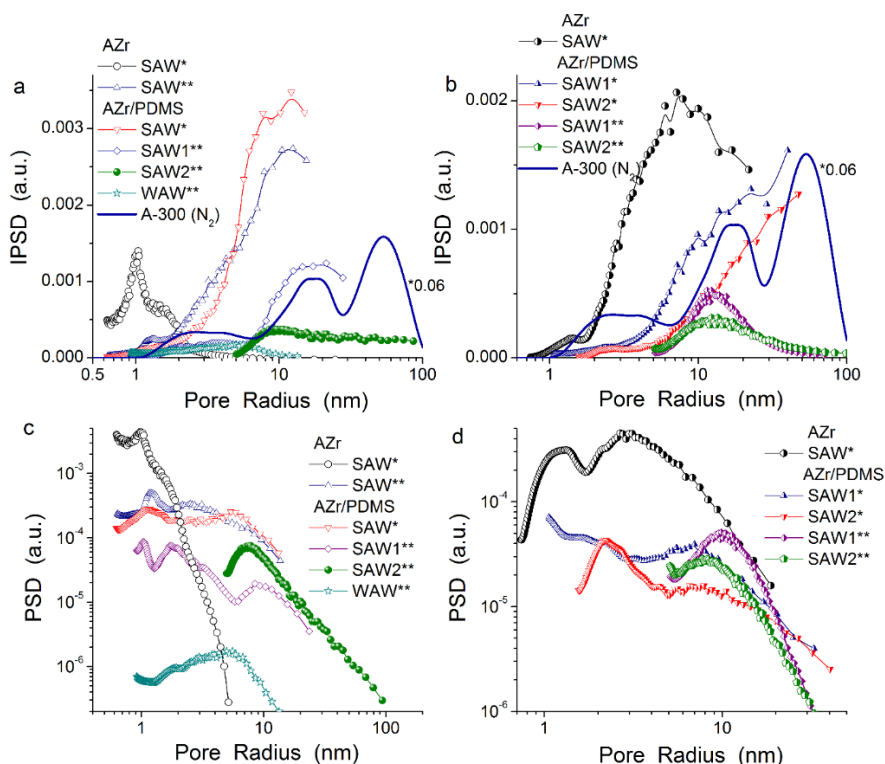 a
AZr
SAW*
SAW**
AZr/PDMS
SAW*
SAW1**
SAW2**
WAW**
A-300 (N2)
*0.06
IPSD (a.u.)
0.003
0.002
0.001
0.000
0.5 1 10 100
Pore Radius (nm)
b
AZr
SAW*
AZr/PDMS
SAW1*
SAW2*
SAW1**
SAW2**
A-300 (N2)
*0.06
IPSD (a.u.)
0.002
0.001
0.000
1 10 100
Pore Radius (nm)
c
AZr
SAW*
SAW**
AZr/PDMS
SAW*
SAW1**
SAW2**
WAW**
PSD (a.u.)
10-3
10-4
10-5
10-6
1 10 100
Pore Radius (nm)
d
AZr
SAW*
AZr/PDMS
SAW1*
SAW2*
SAW1**
SAW2**
PSD (a.u.)
10-4
10-5
10-6
1 10
Pore Radius (nm)